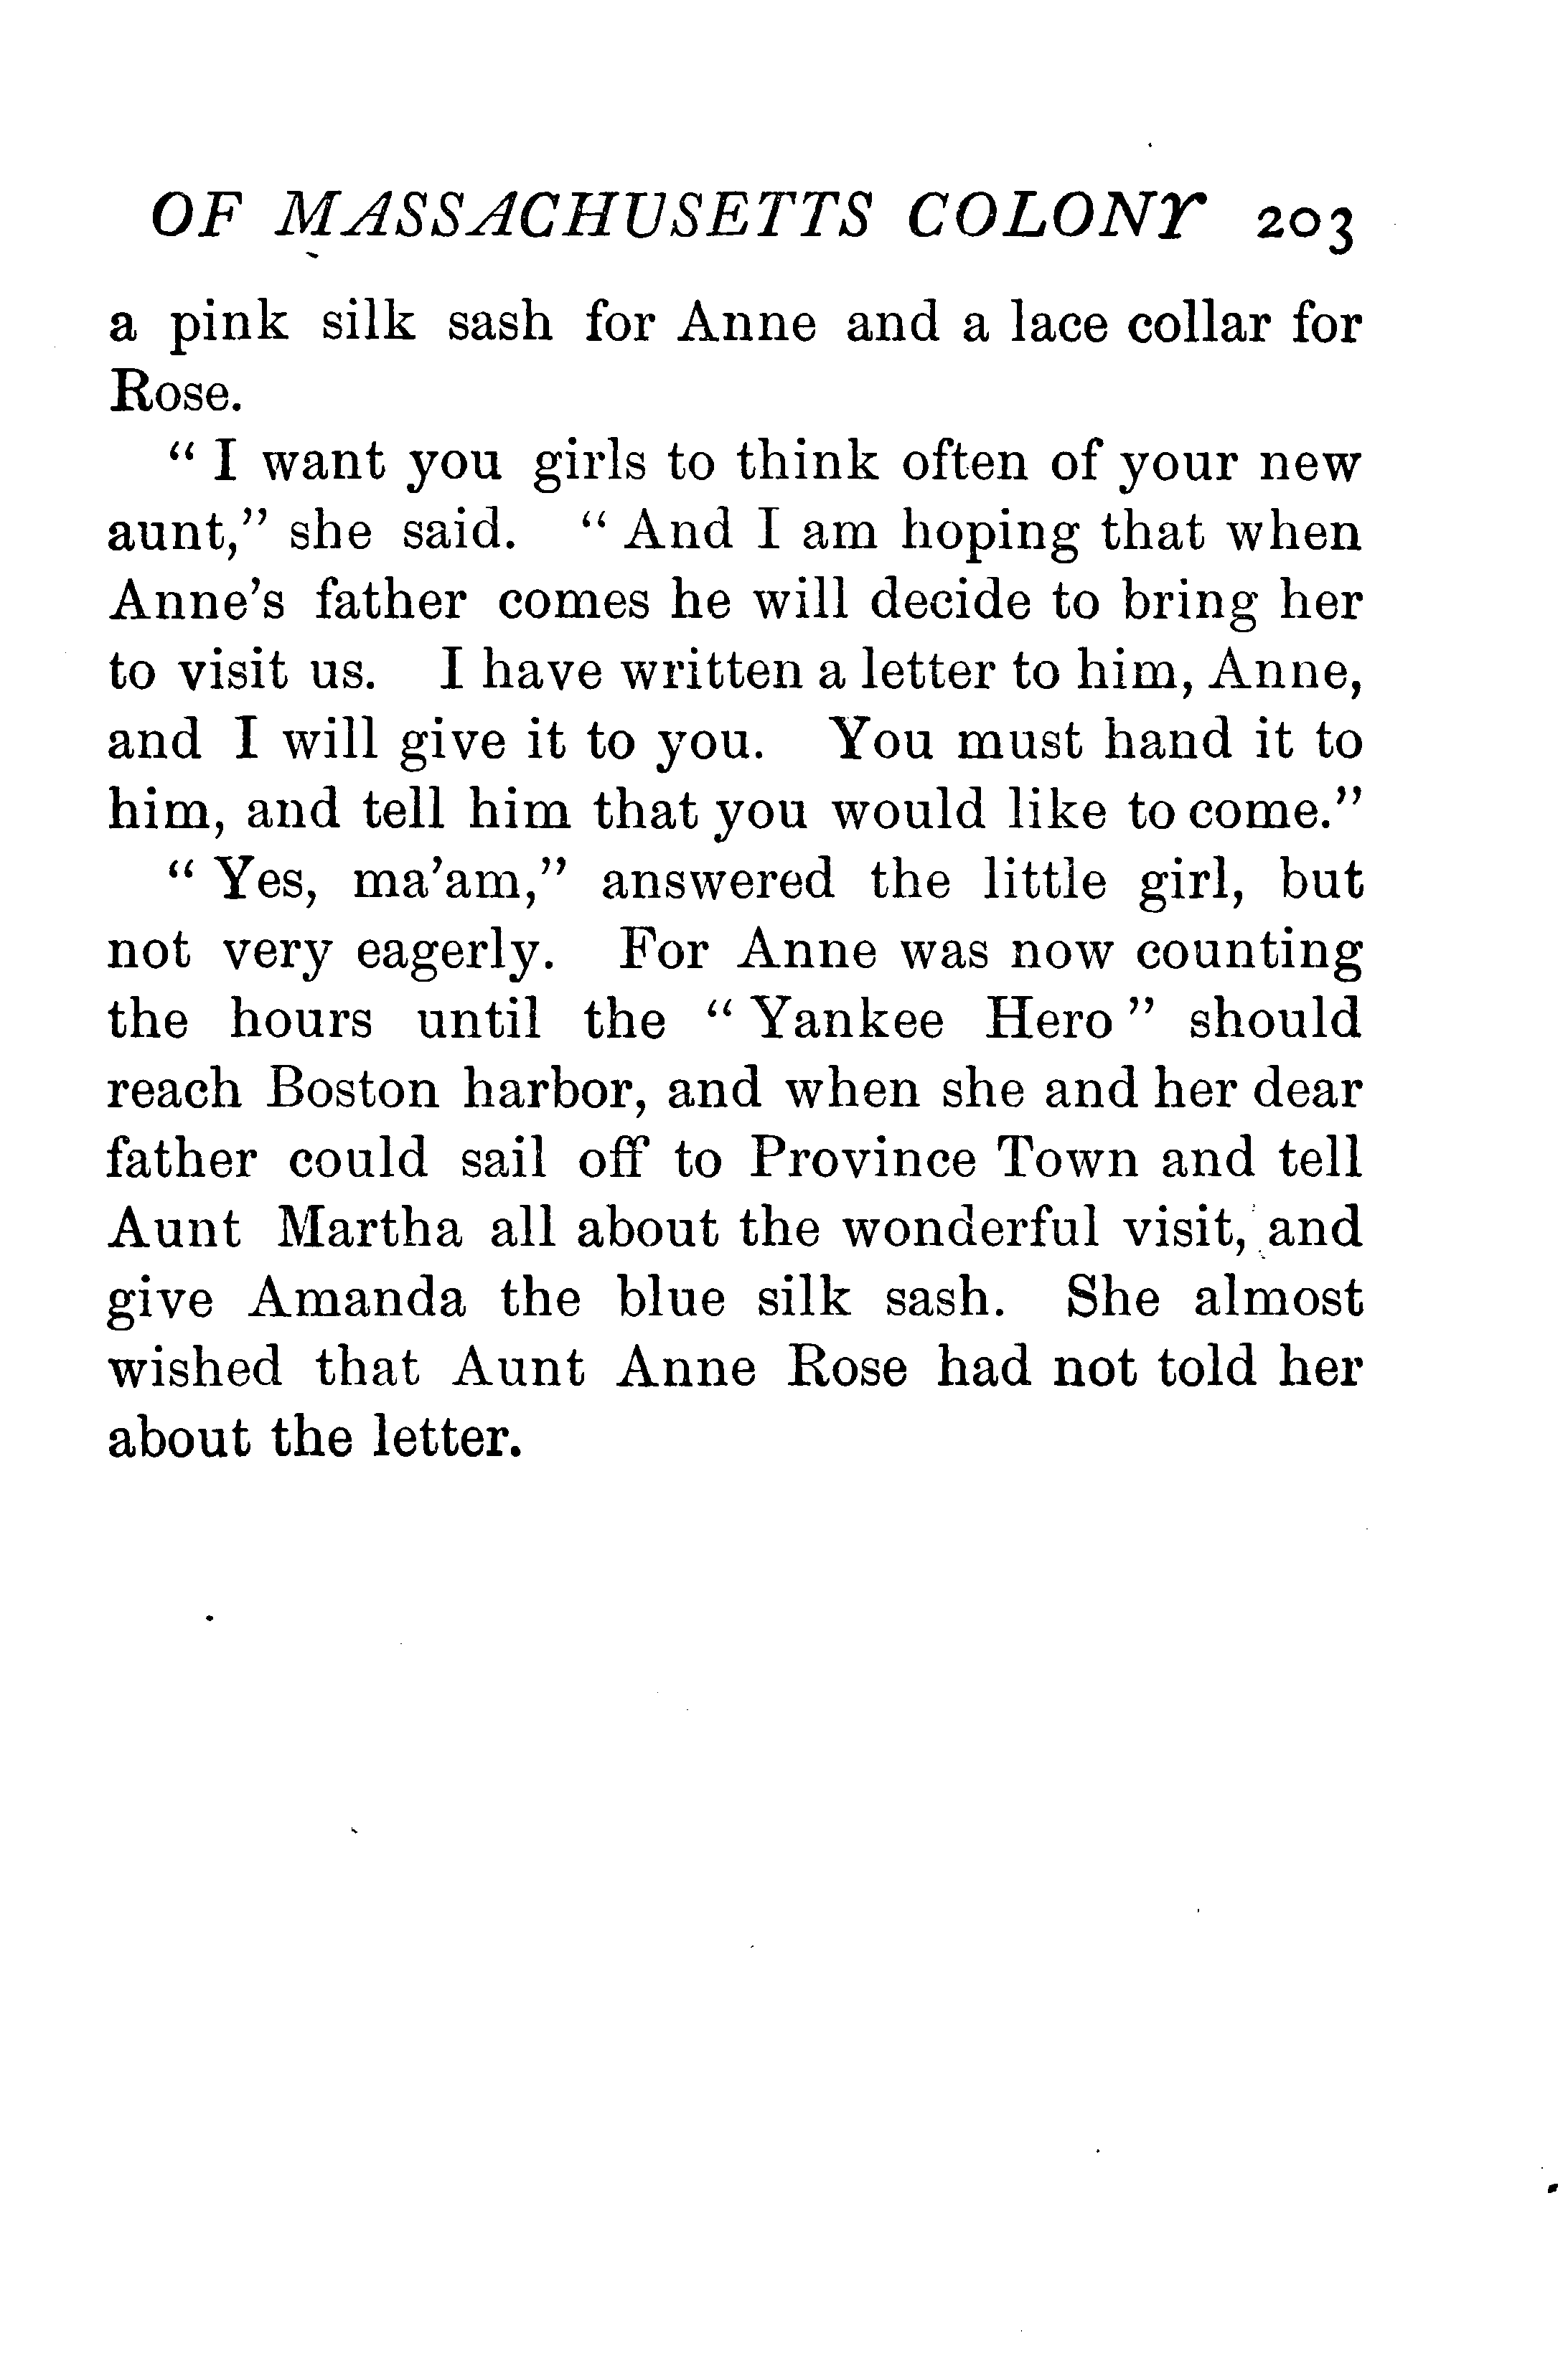 OF MASSACHUSETTS COLONY 203
a pink silk sash for Anne and a lace collar for
Rose.
“ I want you girls to think often of your new
aunt,” she said. “ And I am hoping that when
Anne’s father comes he will decide to bring her
to visit us. I have written a letter to him, Anne,
and I will give it to you. You must hand it to
him, and tell him that you would like to come.”
“ Yes, ma’am,” answered the little girl, but
not very eagerly. For Anne was now counting
the hours until the “ Yankee Hero ” should
reach Boston harbor, and when she and her dear
father could sail off to Province Town and tell
Aunt Martha all about the wonderful visit, and
give Amanda the blue silk sash. She almost
wished that Aunt Anne Rose had not told her
about the letter.